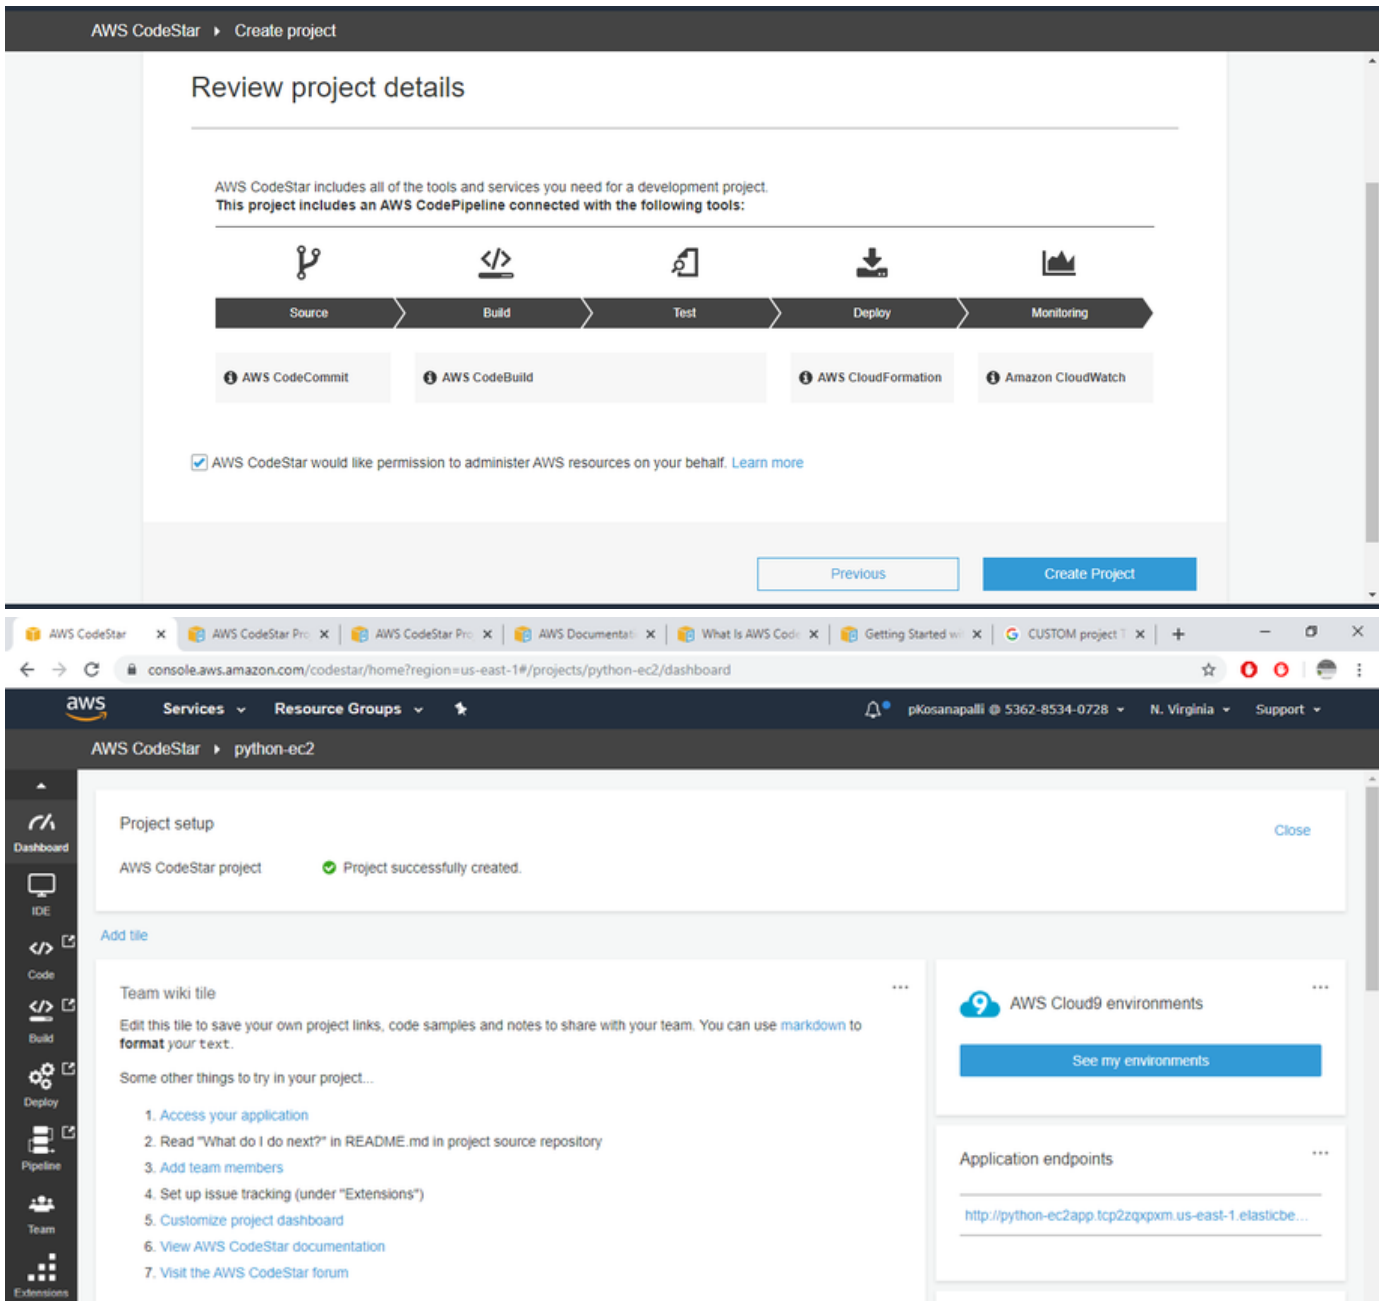 AWS CodeStar Create project
Review project details
AWS CodeStar includes all of the tools and services you need for a development project.
This project includes an AWS CodePipeline connected with the following tools:
Source Build Test Deploy Monitoring
AWS CodeCommit AWS CodeBuild AWS CloudFormation Amazon CloudWatch
AWS CodeStar would like permission to administer AWS resources on your behalf. Learn more
Previous Create Project
AWS CodeStar AWS CodeStar Pro AWS CodeStar Pro AWS Documentati What Is AWS Code Getting Started wi CUSTOM project T
console.aws.amazon.com/codestar/home?region=us-east-1#/projects/python-ec2/dashboard
aws Services Resource Groups pKosanapalli @ 5362-8534-0728 N. Virginia Support
AWS CodeStar python-ec2
Dashboard
IDE
Code
Build
Deploy
Pipeline
Team
Extensions
Project setup
Close
AWS CodeStar project Project successfully created.
Add tile
Team wiki tile
Edit this tile to save your own project links, code samples and notes to share with your team. You can use markdown to
format your text.
Some other things to try in your project...
1. Access your application
2. Read "What do I do next?" in README.md in project source repository
3. Add team members
4. Set up issue tracking (under "Extensions")
5. Customize project dashboard
6. View AWS CodeStar documentation
7. Visit the AWS CodeStar forum
9 AWS Cloud9 environments
See my environments
Application endpoints
http://python-ec2app.tcp2zqxpxm.us-east-1.elasticbe...